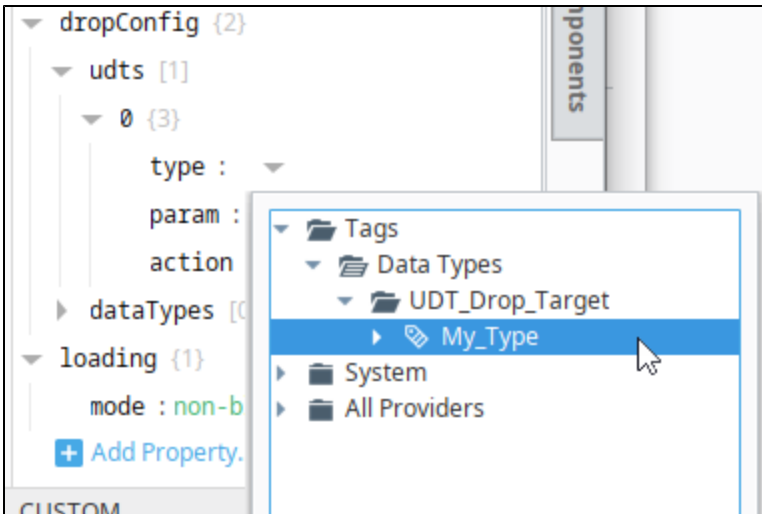 dropConfig {2}
udts [1]
0 {3}
type :
param :
action
dataTypes [0
loading {1}
mode : non-b
Add Property.
CUSTOM
ponents
Tags
Data Types
UDT_Drop_Target
My_Type
System
All Providers